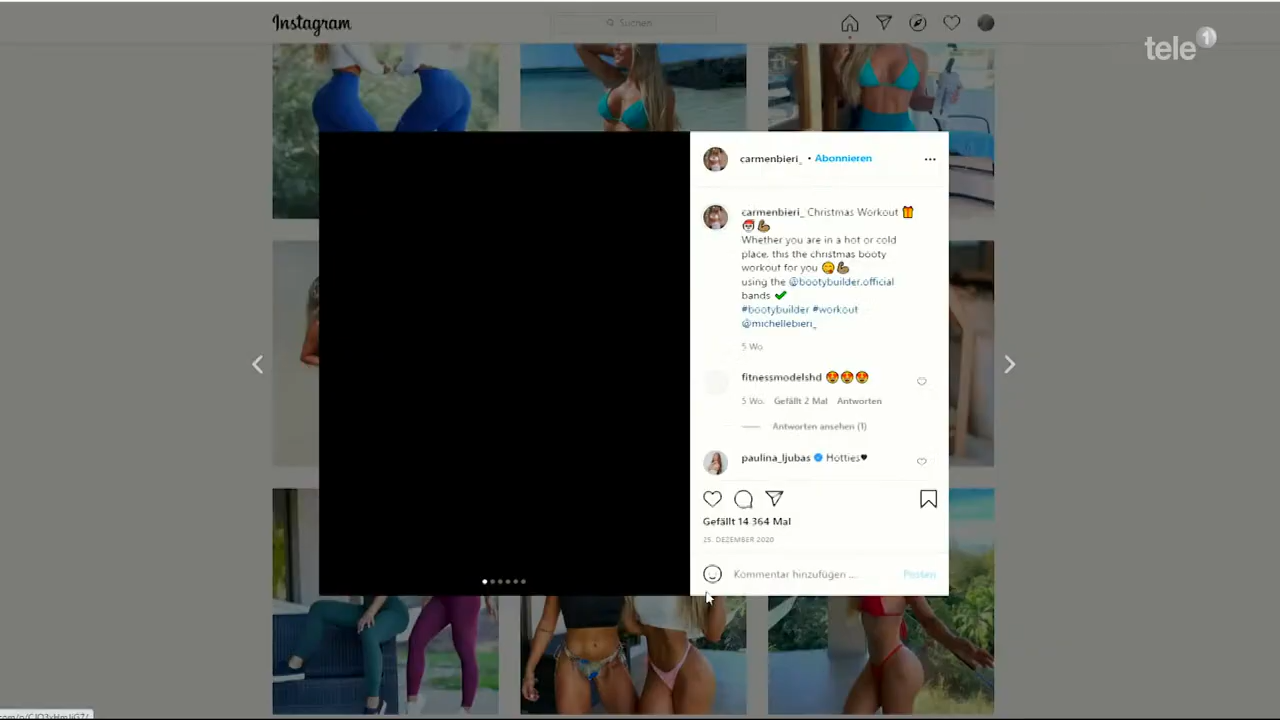 Instagram
Suchen
tele 1
carmenbieri_ • Abonnieren
carmenbieri_ Christmas Workout 🎁
🎅💪
Whether you are in a hot or cold
place, this the christmas booty
workout for you 😋💪
using the @bootybuilder.official
bands ✔
#bootybuilder #workout
@michellebieri_
5 Wo
fitnessmodelshd 😍😍😍
5 Wo. Gefällt 2 Mal Antworten
Antworten ansehen (1)
paulina_ljubas Hotties🖤
Gefällt 14 364 Mal
25. DEZEMBER 2020
Kommentar hinzufügen ... Posten